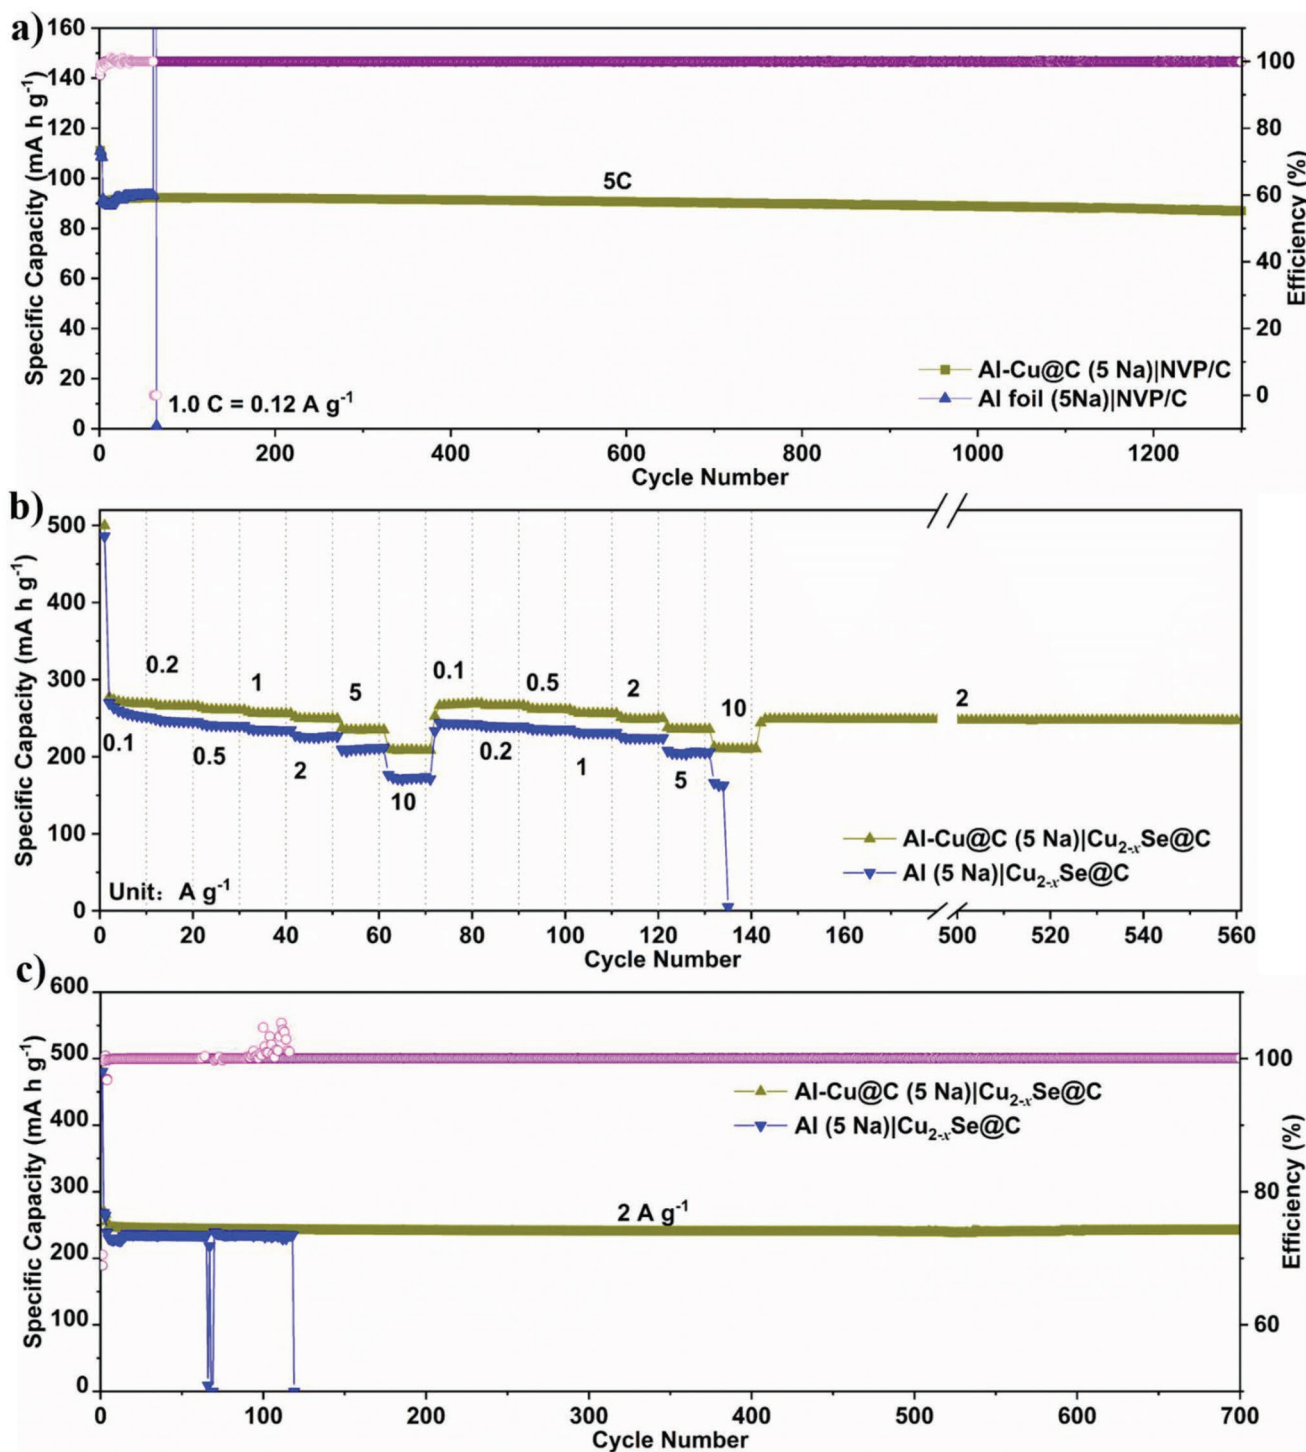 a)
160
140
120
100
80
60
40
20
0
Specific Capacity (mA h g⁻¹)
100
80
60
40
20
0
Efficiency (%)
5C
Al-Cu@C (5 Na)|NVP/C
Al foil (5Na)|NVP/C
1.0 C = 0.12 A g⁻¹
0 200 400 600 800 1000 1200
Cycle Number
b)
500
400
300
200
100
0
Specific Capacity (mA h g⁻¹)
0.2 1 5 0.1 0.5 2 10 2
0.1 0.5 2 10 0.2 1 5
Al-Cu@C (5 Na)|Cu₂₋ₓSe@C
Al (5 Na)|Cu₂₋ₓSe@C
Unit: A g⁻¹
0 20 40 60 80 100 120 140 160 500 520 540 560
Cycle Number
c)
600
500
400
300
200
100
0
Specific Capacity (mA h g⁻¹)
100
80
60
Efficiency (%)
Al-Cu@C (5 Na)|Cu₂₋ₓSe@C
Al (5 Na)|Cu₂₋ₓSe@C
2 A g⁻¹
0 100 200 300 400 500 600 700
Cycle Number